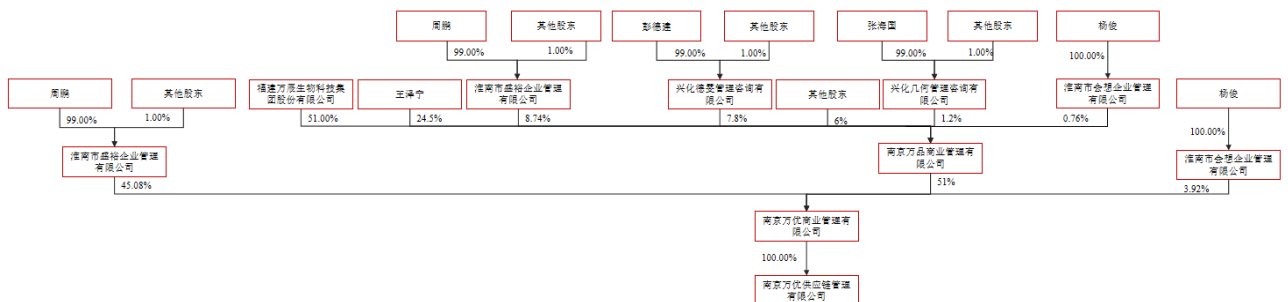 周鹏
其他股东
彭德建
其他股东
张海国
其他股东
杨俊
99.00%
1.00%
99.00%
1.00%
99.00%
1.00%
100.00%
周鹏
其他股东
福建万辰生物科技集
团股份有限公司
王泽宁
淮南市盛裕企业管理
有限公司
兴化德旻管理咨询有
限公司
其他股东
兴化几何管理咨询有
限公司
淮南市会想企业管理
有限公司
杨俊
99.00%
1.00%
51.00%
24.5%
8.74%
7.8%
6%
1.2%
0.76%
100.00%
淮南市盛裕企业管理
有限公司
南京万品商业管理有
限公司
淮南市会想企业管理
有限公司
45.08%
51%
3.92%
南京万优商业管理有
限公司
100.00%
南京万优供应链管理
有限公司